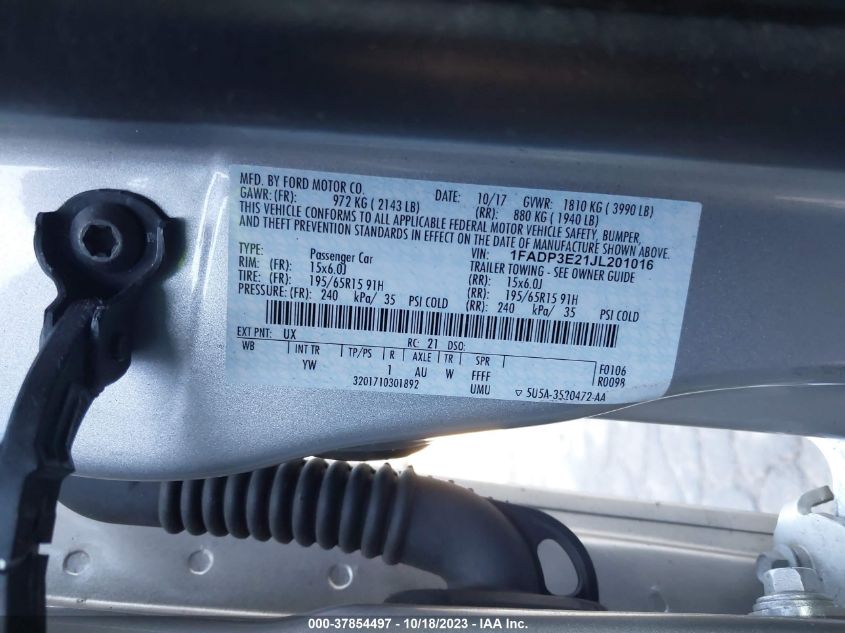 MFD. BY FORD MOTOR CO. DATE: 10/17 GVWR: 1810 KG ( 3990 LB)
GAWR: (FR): 972 KG ( 2143 LB) (RR): 880 KG ( 1940 LB)
THIS VEHICLE CONFORMS TO ALL APPLICABLE FEDERAL MOTOR VEHICLE SAFETY, BUMPER,
AND THEFT PREVENTION STANDARDS IN EFFECT ON THE DATE OF MANUFACTURE SHOWN ABOVE.
VIN: 1FADP3E21JL201016
TYPE: Passenger Car TRAILER TOWING - SEE OWNER GUIDE
RIM: (FR): 15x6.0J (RR): 15x6.0J
TIRE: (FR): 195/65R15 91H (RR): 195/65R15 91H
PRESSURE: (FR): 240 kPa/ 35 PSI COLD (RR): 240 kPa/ 35 PSI COLD
EXT PNT: UX RC: 21 DSO:
WB INT TR TP/PS R AXLE TR SPR F0106
YW 1 AU W FFFF R0098
3201710301892 UMU ▽ 5U5A-3520472-AA
000-37854497 - 10/18/2023 - Copyright © 2023, IAA.